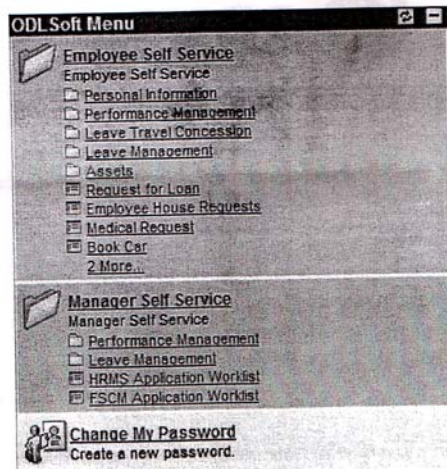 ODLSoft Menu
Employee Self Service
Employee Self Service
Personal Information
Performance Management
Leave Travel Concession
Leave Management
Assets
Request for Loan
Employee House Requests
Medical Request
Book Car
2 More...
Manager Self Service
Manager Self Service
Performance Management
Leave Management
HRMS Application Worklist
FSCM Application Worklist
Change My Password
Create a new password.